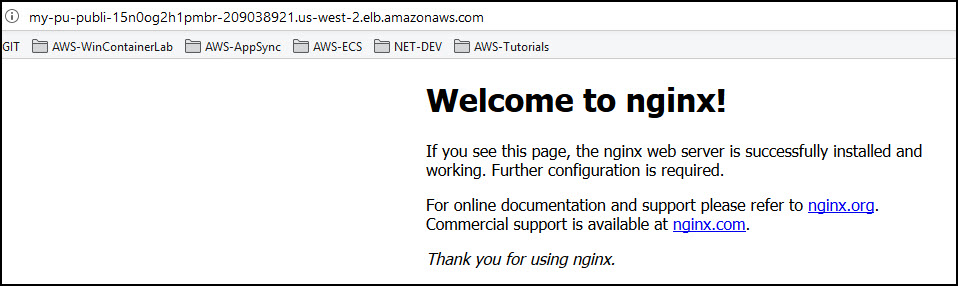 my-pu-publi-15n0og2h1pmbr-209038921.us-west-2.elb.amazonaws.com
GIT AWS-WinContainerLab AWS-AppSync AWS-ECS NET-DEV AWS-Tutorials
Welcome to nginx!
If you see this page, the nginx web server is successfully installed and
working. Further configuration is required.
For online documentation and support please refer to nginx.org.
Commercial support is available at nginx.com.
Thank you for using nginx.